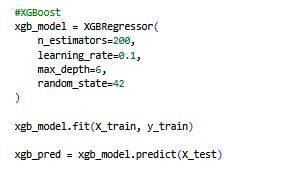 #XGBoost
xgb_model = XGBRegressor(
    n_estimators=200,
    learning_rate=0.1,
    max_depth=6,
    random_state=42
)
xgb_model.fit(X_train, y_train)
xgb_pred = xgb_model.predict(X_test)